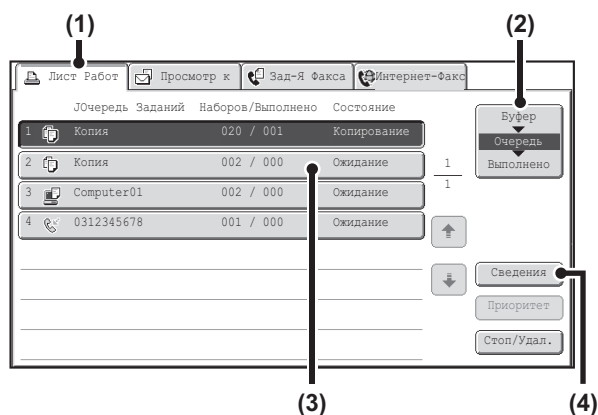 (1) (2)
Лист Работ Просмотр к Зад-Я Факса Интернет-Факс
JОчередь Заданий Наборов/Выполнено Состояние
1 Копия 020 / 001 Копирование
2 Копия 002 / 000 Ожидание
3 Computer01 002 / 000 Ожидание
4 0312345678 001 / 000 Ожидание
1
1
Буфер
Очередь
Выполнено
Сведения
Приоритет
Стоп/Удал.
(3) (4)